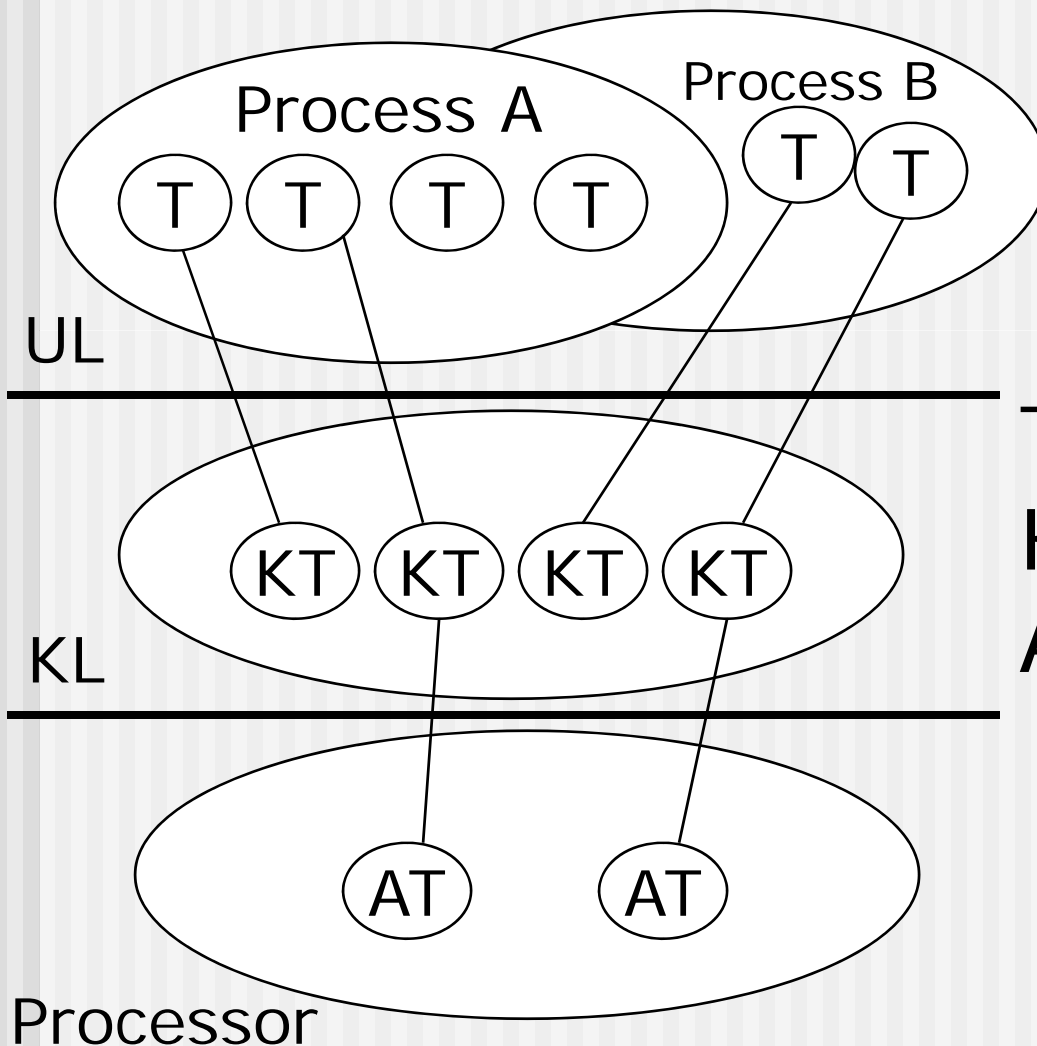 Process B
Process A
T T T T T T
UL
KT KT KT KT
KL
AT AT
Processor